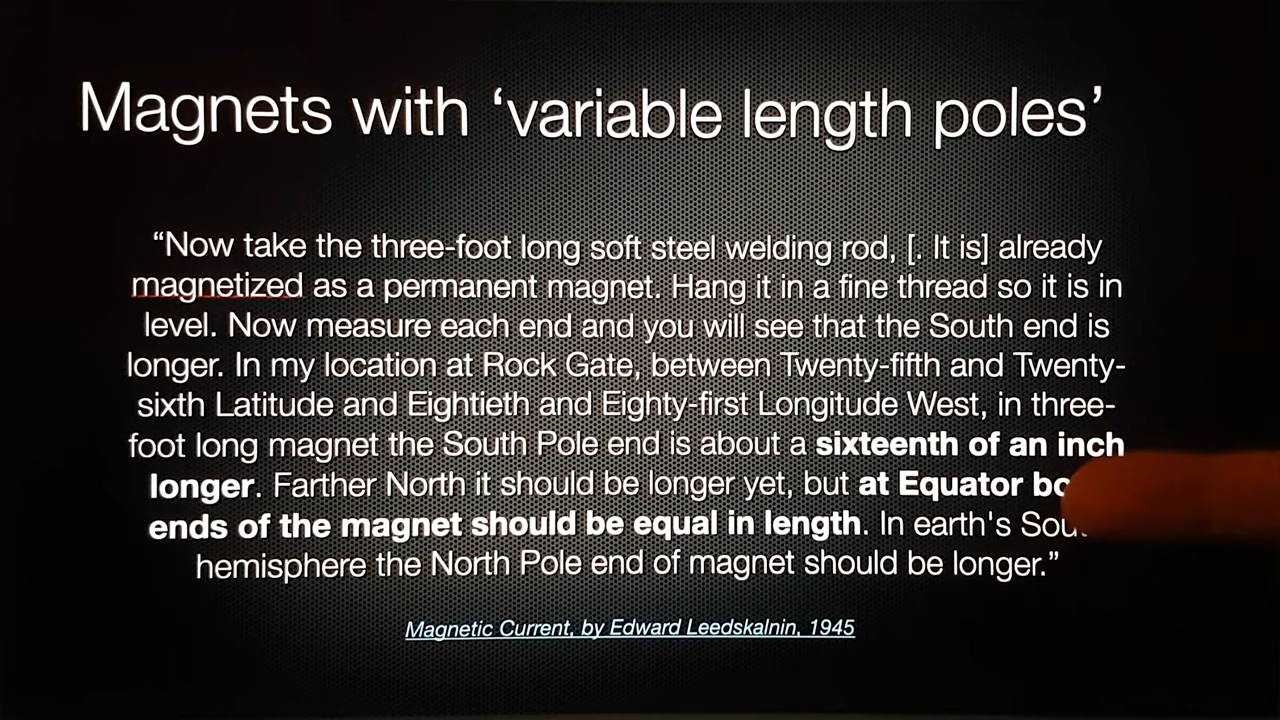 Magnets with ‘variable length poles’
“Now take the three-foot long soft steel welding rod, [. It is] already
magnetized as a permanent magnet. Hang it in a fine thread so it is in
level. Now measure each end and you will see that the South end is
longer. In my location at Rock Gate, between Twenty-fifth and Twenty-
sixth Latitude and Eightieth and Eighty-first Longitude West, in three-
foot long magnet the South Pole end is about a sixteenth of an inch
longer. Farther North it should be longer yet, but at Equator
ends of the magnet should be equal in length. In earth's
hemisphere the North Pole end of magnet should be longer.”
Magnetic Current, by Edward Leedskalnin, 1945